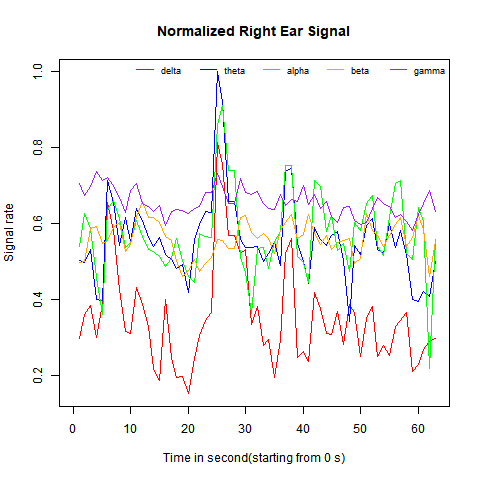 Normalized Right Ear Signal
delta theta alpha beta gamma
1.0
0.8
0.6
0.4
0.2
Signal rate
0 10 20 30 40 50 60
Time in second(starting from 0 s)